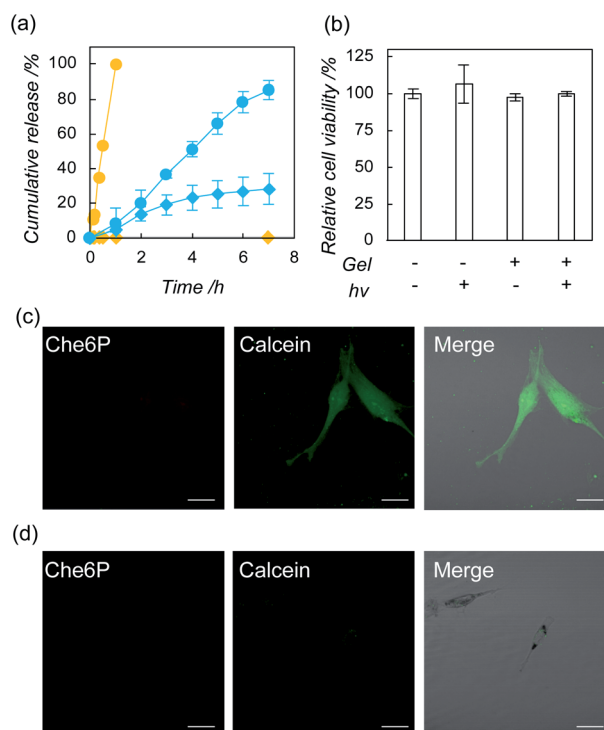 (a)
Cumulative release /%
100
80
60
40
20
0
0 2 4 6 8
Time /h
(b)
Relative cell viability /%
125
100
75
50
25
0
Gel - - + +
hv - + - +
(c)
Che6P Calcein Merge
(d)
Che6P Calcein Merge